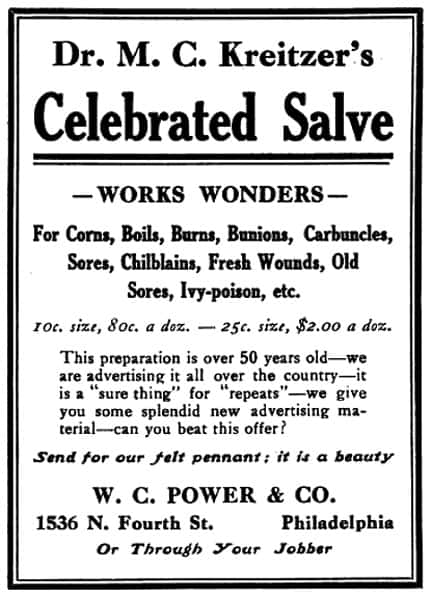 Dr. M. C. Kreitzer's
Celebrated Salve
—WORKS WONDERS—
For Corns, Boils, Burns, Bunions, Carbuncles,
Sores, Chilblains, Fresh Wounds, Old
Sores, Ivy-poison, etc.
10c. size, 80c. a doz. — 25c. size, $2.00 a doz.
This preparation is over 50 years old—we
are advertising it all over the country—it
is a "sure thing" for "repeats"—we give
you some splendid new advertising ma-
terial—can you beat this offer?
Send for our felt pennant; it is a beauty
W. C. POWER & CO.
1536 N. Fourth St. Philadelphia
Or Through Your Jobber